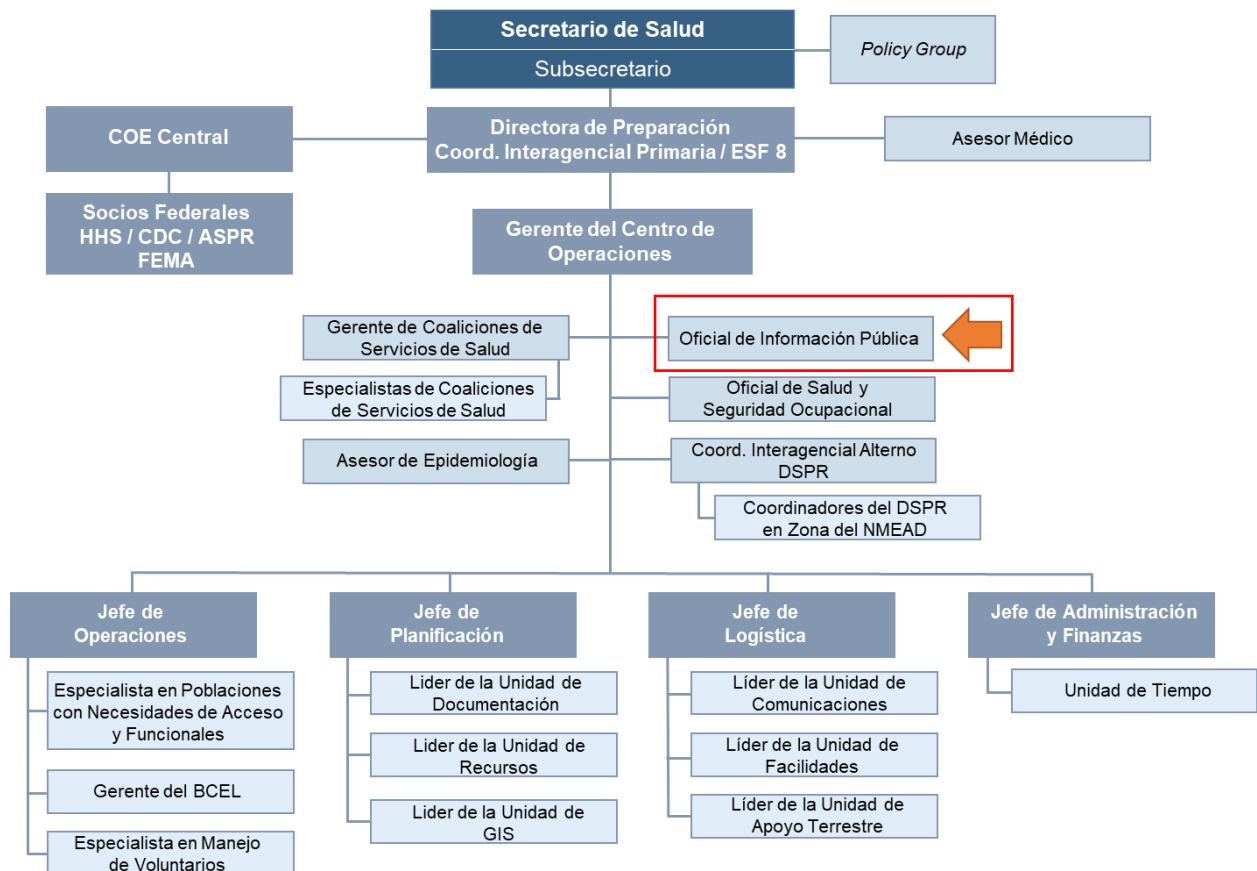 Secretario de Salud
Subsecretario
Policy Group
COE Central
Directora de Preparación
Coord. Interagencial Primaria / ESF 8
Asesor Médico
Socios Federales
HHS / CDC / ASPR
FEMA
Gerente del Centro de
Operaciones
Gerente de Coaliciones de
Servicios de Salud
Oficial de Información Pública
Especialistas de Coaliciones
de Servicios de Salud
Oficial de Salud y
Seguridad Ocupacional
Asesor de Epidemiología
Coord. Interagencial Alterno
DSPR
Coordinadores del DSPR
en Zona del NMEAD
Jefe de
Operaciones
Especialista en Poblaciones
con Necesidades de Acceso
y Funcionales
Gerente del BCEL
Especialista en Manejo
de Voluntarios
Jefe de
Planificación
Lider de la Unidad de
Documentación
Lider de la Unidad de
Recursos
Lider de la Unidad de
GIS
Jefe de
Logística
Líder de la Unidad de
Comunicaciones
Líder de la Unidad de
Facilidades
Líder de la Unidad de
Apoyo Terrestre
Jefe de Administración
y Finanzas
Unidad de Tiempo